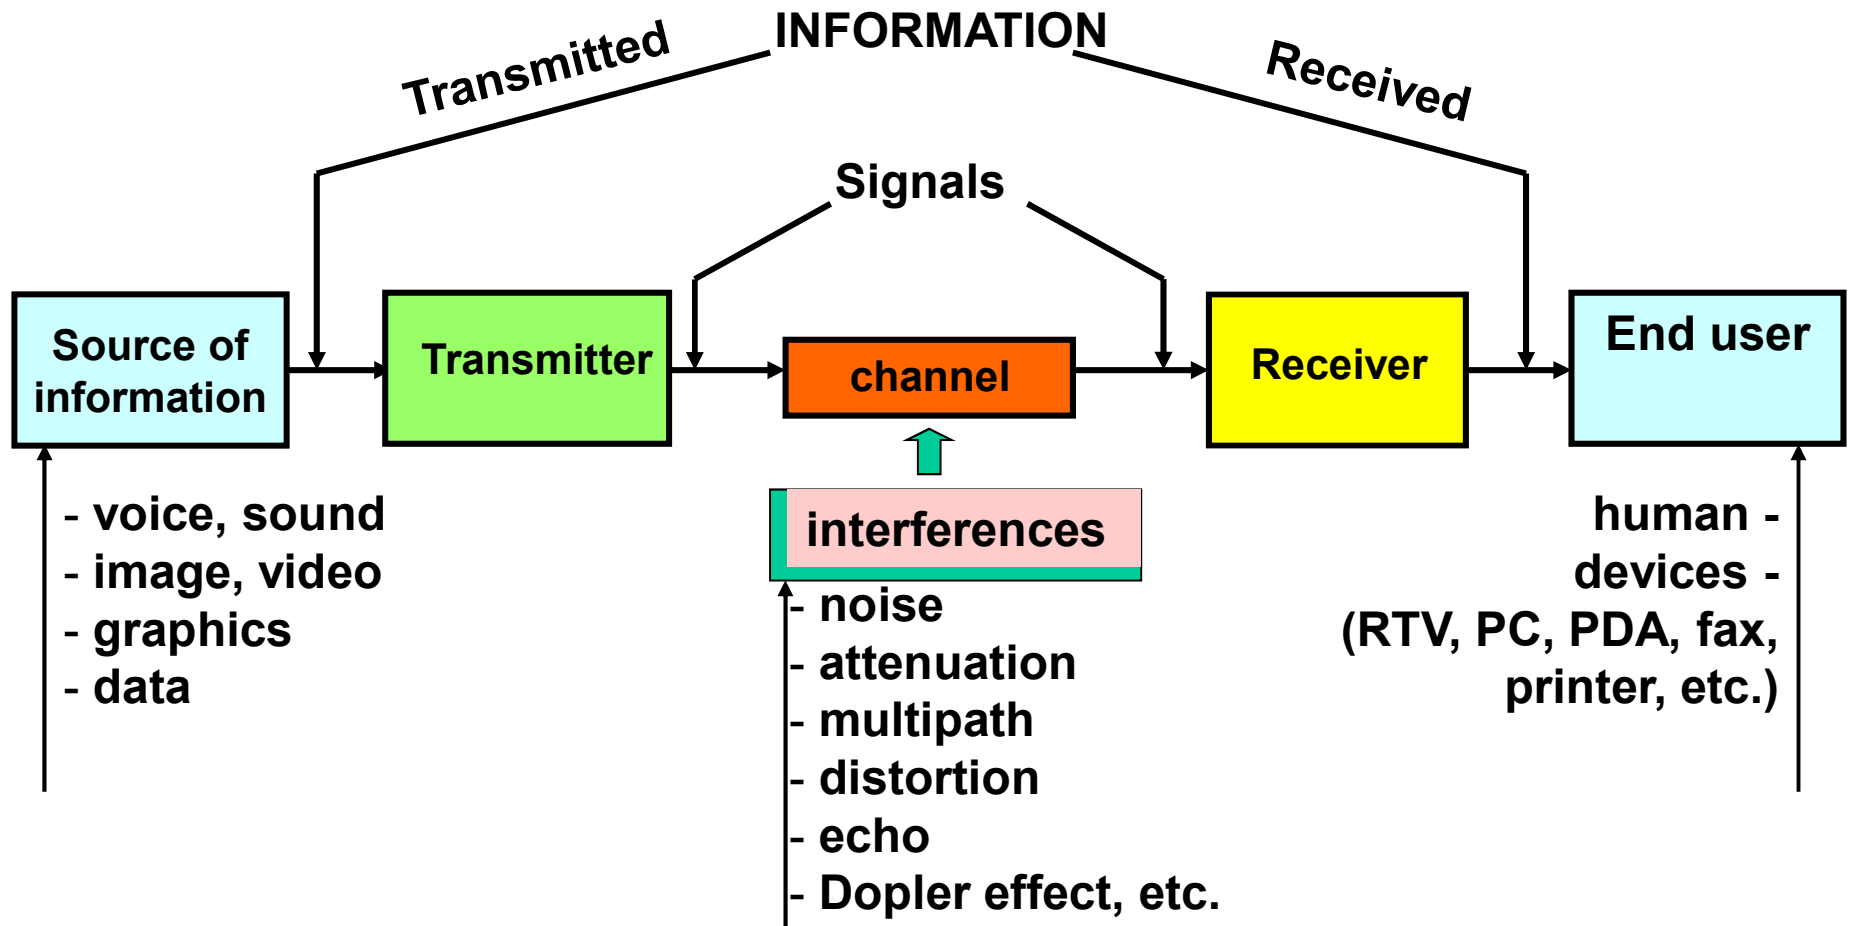 INFORMATION
Transmitted
Received
Signals
Source of
information
Transmitter
channel
Receiver
End user
- voice, sound
- image, video
- graphics
- data
interferences
- noise
- attenuation
- multipath
- distortion
- echo
- Dopler effect, etc.
human -
devices -
(RTV, PC, PDA, fax,
printer, etc.)